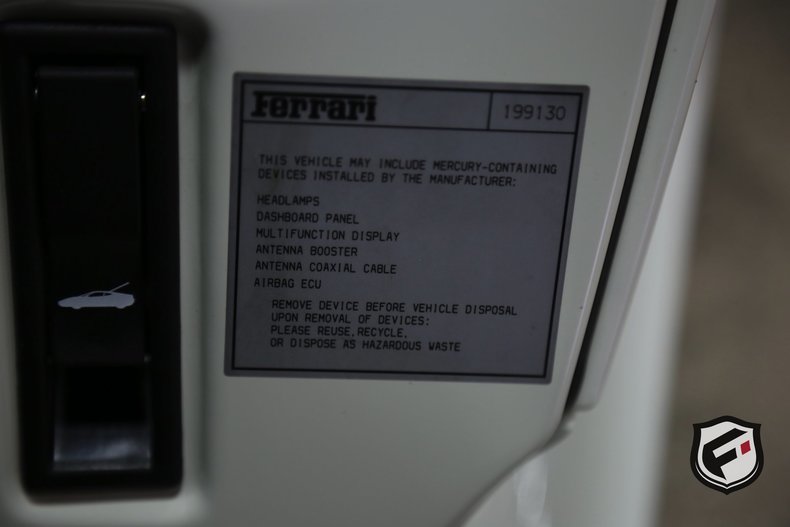 Ferrari 199130
THIS VEHICLE MAY INCLUDE MERCURY-CONTAINING
DEVICES INSTALLED BY THE MANUFACTURER:
HEADLAMPS
DASHBOARD PANEL
MULTIFUNCTION DISPLAY
ANTENNA BOOSTER
ANTENNA COAXIAL CABLE
AIRBAG ECU
REMOVE DEVICE BEFORE VEHICLE DISPOSAL
UPON REMOVAL OF DEVICES:
PLEASE REUSE,RECYCLE,
OR DISPOSE AS HAZARDOUS WASTE